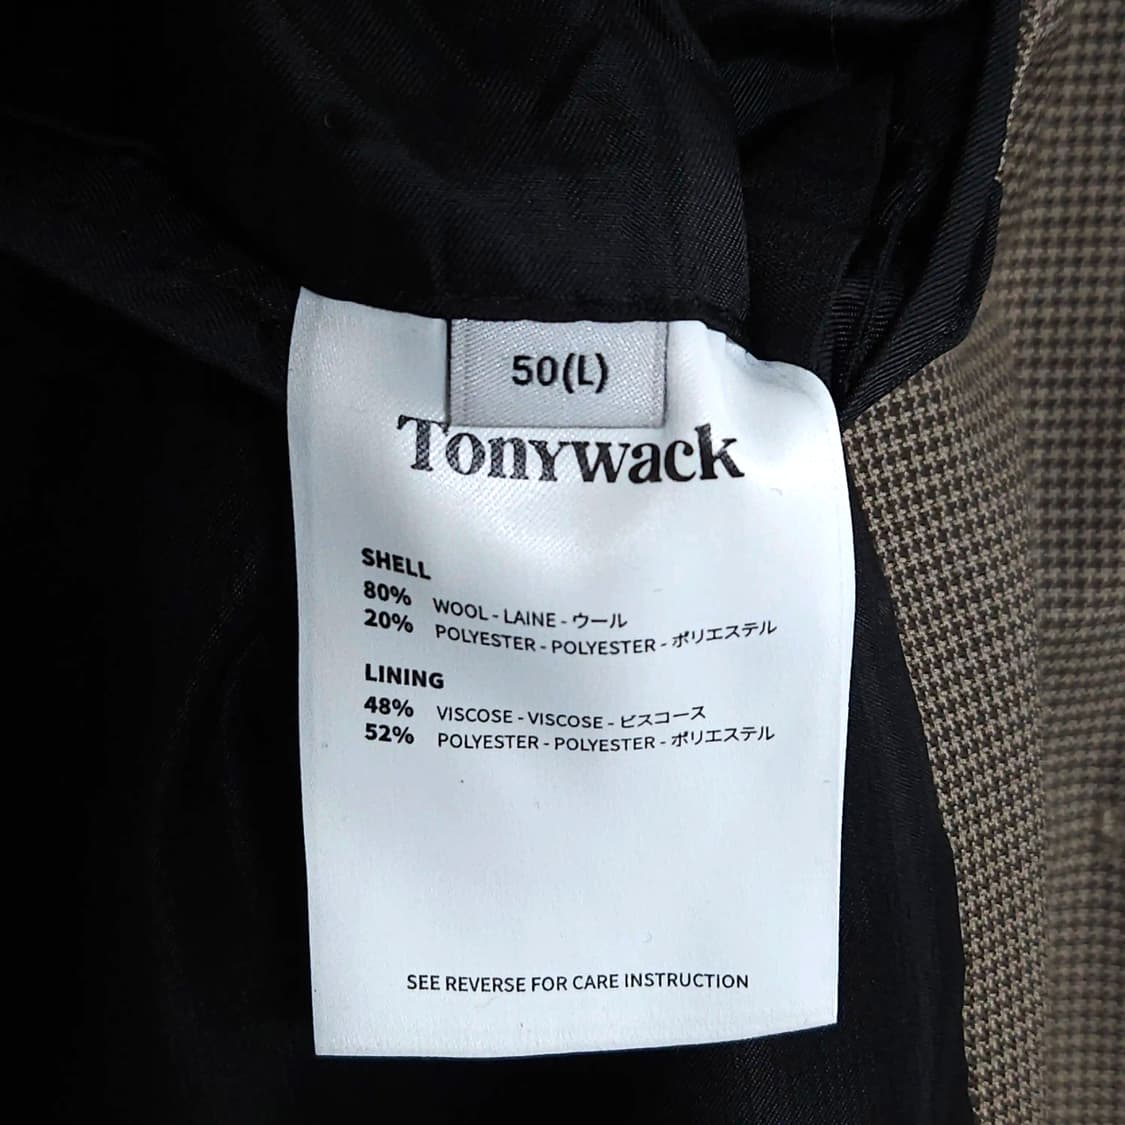 50(L)
Tonywack
SHELL
80% WOOL - LAINE - ウール
20% POLYESTER - POLYESTER - ポリエステル
LINING
48% VISCOSE - VISCOSE - ビスコース
52% POLYESTER - POLYESTER - ポリエステル
SEE REVERSE FOR CARE INSTRUCTION